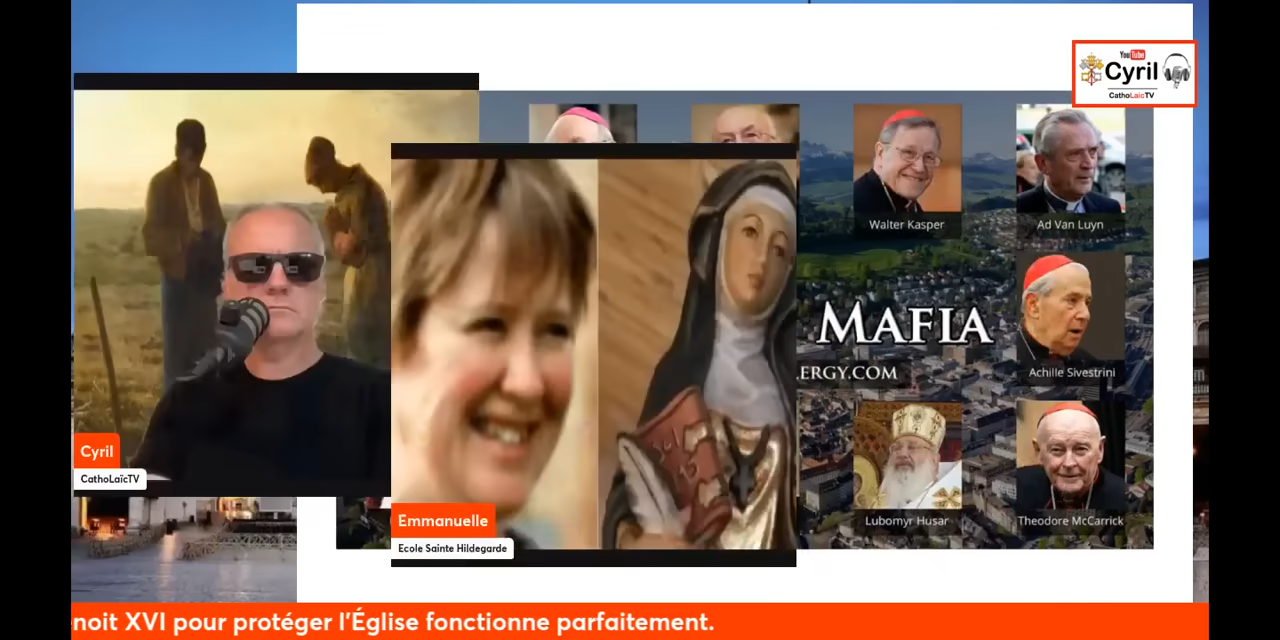 YouTube
Cyril
CathoLaïcTV
Walter Kasper
Ad Van Luyn
MAFIA
ERGY.COM
Achille Sivestrini
Cyril
CathoLaïcTV
Emmanuelle
Ecole Sainte Hildegarde
Lubomyr Husar
Theodore McCarrick
noit XVI pour protéger l'Église fonctionne parfaitement.